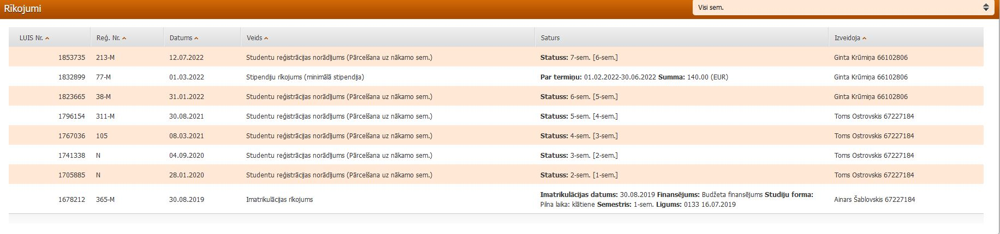 Rīkojumi
Visi sem.
LUIS Nr. Reģ. Nr. Datums Veids Saturs Izveidoja
1853735 213-M 12.07.2022 Studentu reģistrācijas norādījums (Pārcelšana uz nākamo sem.) Statuss: 7-sem. [6-sem.] Ginta Krūmiņa 66102806
1832899 77-M 01.03.2022 Stipendiju rīkojums (minimālā stipendija) Par termiņu: 01.02.2022-30.06.2022 Summa: 140.00 (EUR) Ginta Krūmiņa 66102806
1823665 38-M 31.01.2022 Studentu reģistrācijas norādījums (Pārcelšana uz nākamo sem.) Statuss: 6-sem. [5-sem.] Ginta Krūmiņa 66102806
1796154 311-M 30.08.2021 Studentu reģistrācijas norādījums (Pārcelšana uz nākamo sem.) Statuss: 5-sem. [4-sem.] Toms Ostrovskis 67227184
1767036 105 08.03.2021 Studentu reģistrācijas norādījums (Pārcelšana uz nākamo sem.) Statuss: 4-sem. [3-sem.] Toms Ostrovskis 67227184
1741338 N 04.09.2020 Studentu reģistrācijas norādījums (Pārcelšana uz nākamo sem.) Statuss: 3-sem. [2-sem.] Toms Ostrovskis 67227184
1705885 N 28.01.2020 Studentu reģistrācijas norādījums (Pārcelšana uz nākamo sem.) Statuss: 2-sem. [1-sem.] Toms Ostrovskis 67227184
1678212 365-M 30.08.2019 Imatrikulācijas rīkojums Imatrikulācijas datums: 30.08.2019 Finansējums: Budžeta finansējums Studiju forma: Ainars Šablovskis 67227184
Pilna laika: klātiene Semestris: 1-sem. Līgums: 0133 16.07.2019